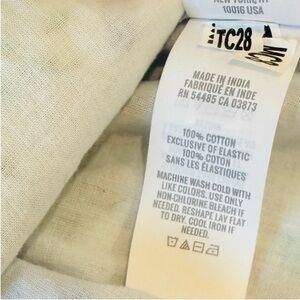 NEW YORK, NY
10016 USA
TC28
MADE IN INDIA
FABRIQUÉ EN INDE
RN 54485 CA 03873
100% COTTON
EXCLUSIVE OF ELASTIC
100% COTON
SANS LES ÉLASTIQUES
MACHINE WASH COLD WITH
LIKE COLORS. USE ONLY
NON-CHLORINE BLEACH IF
NEEDED. RESHAPE LAY FLAT
TO DRY. COOL IRON IF
NEEDED.